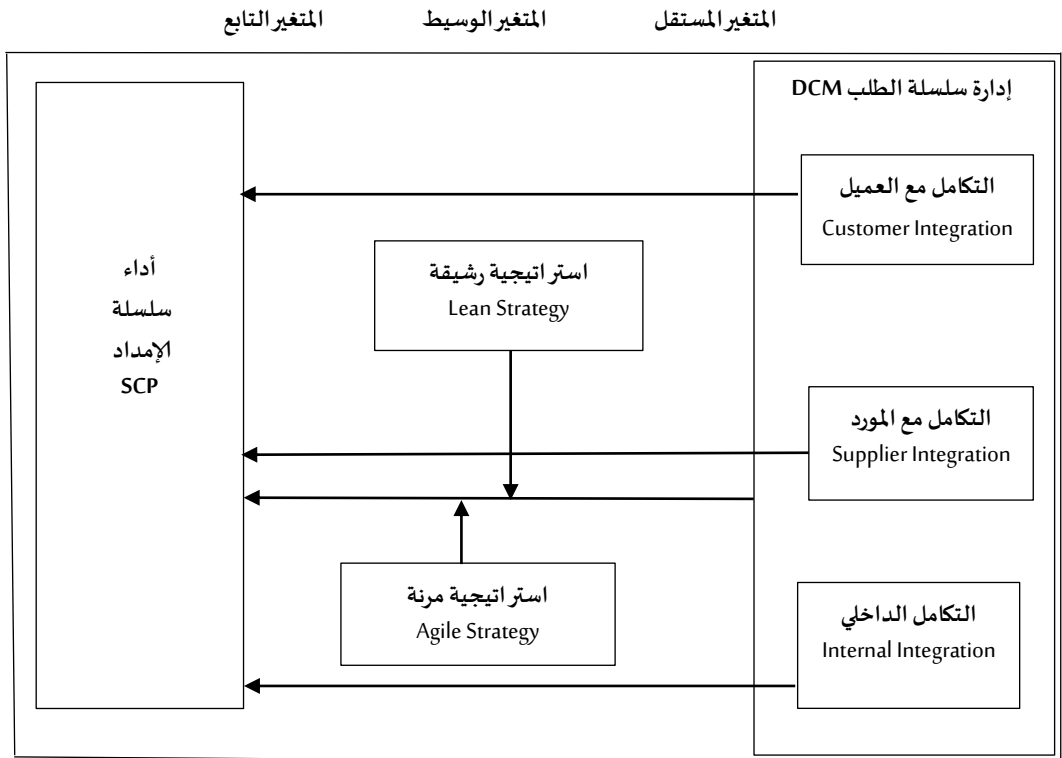 المتغير المستقل
المتغير الوسيط
المتغير التابع
إدارة سلسلة الطلب DCM
التكامل مع العميل
Customer Integration
استراتيجية رشيقة
Lean Strategy
أداء
سلسلة
الإمداد
SCP
التكامل مع المورد
Supplier Integration
استراتيجية مرنة
Agile Strategy
التكامل الداخلي
Internal Integration